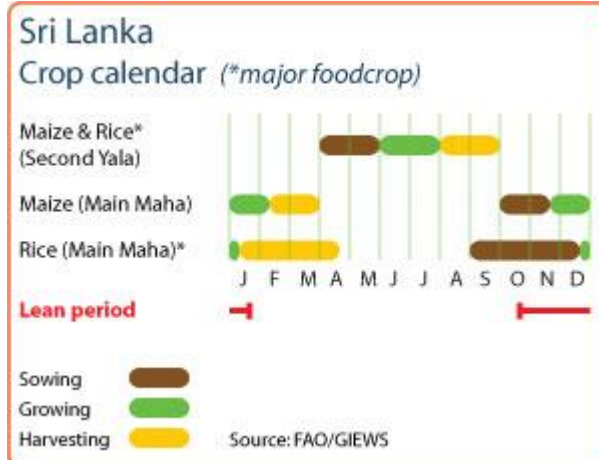 Sri Lanka
Crop calendar (*major foodcrop)
Maize & Rice*
(Second Yala)
Maize (Main Maha)
Rice (Main Maha)*
J F M A M J J A S O N D
Lean period
Sowing
Growing
Harvesting
Source: FAO/GIEWS